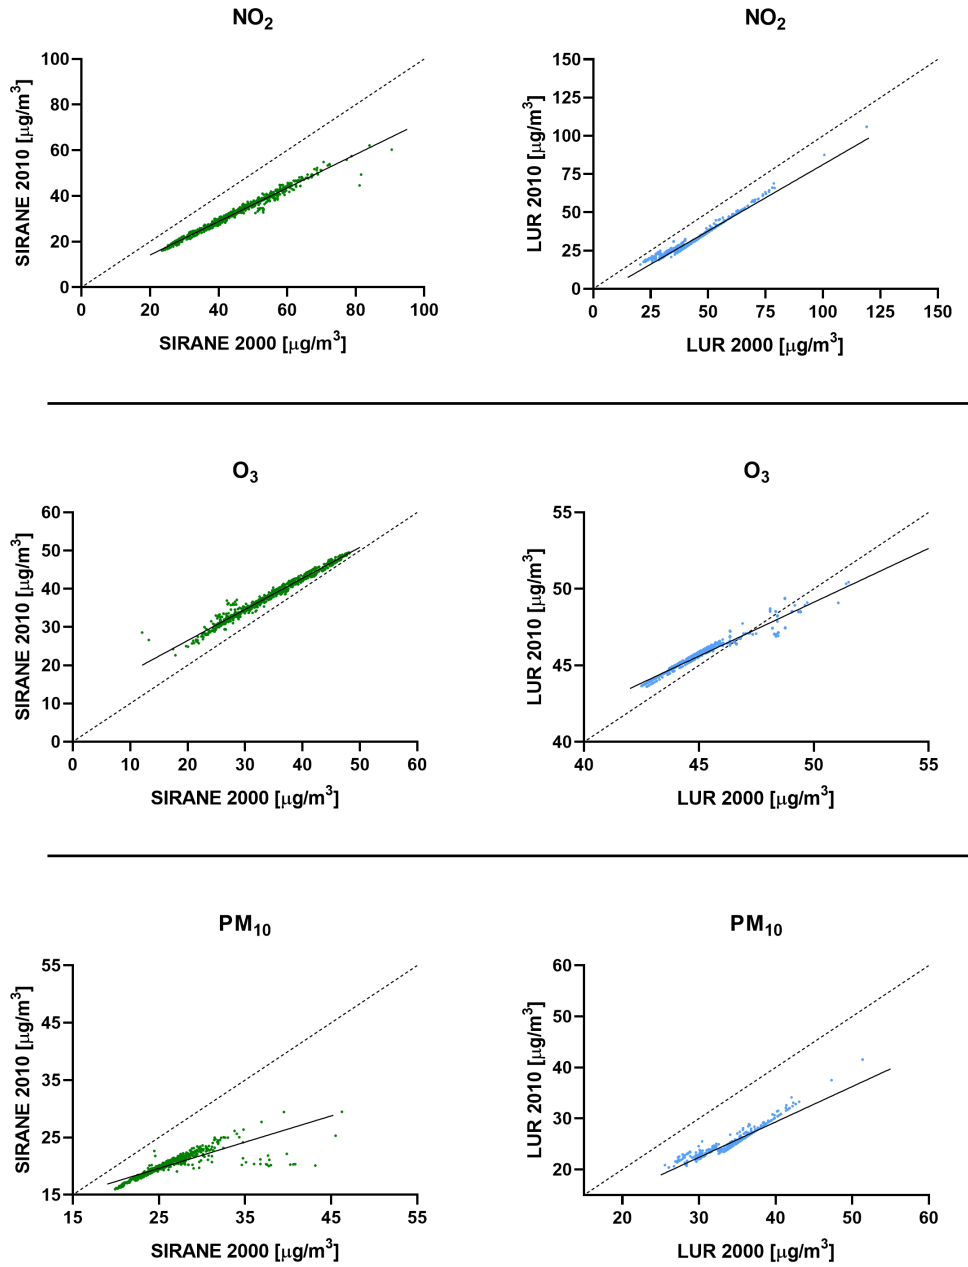 NO2 NO2
100
80
60
40
20
0
SIRANE 2010 [μg/m3]
0 20 40 60 80 100
SIRANE 2000 [μg/m3]
150
125
100
75
50
25
0
LUR 2010 [μg/m3]
0 25 50 75 100 125 150
LUR 2000 [μg/m3]
O3 O3
60
50
40
30
20
10
0
SIRANE 2010 [μg/m3]
0 10 20 30 40 50 60
SIRANE 2000 [μg/m3]
55
50
45
40
LUR 2010 [μg/m3]
40 45 50 55
LUR 2000 [μg/m3]
PM10 PM10
55
45
35
25
15
SIRANE 2010 [μg/m3]
15 25 35 45 55
SIRANE 2000 [μg/m3]
60
50
40
30
20
LUR 2010 [μg/m3]
20 30 40 50 60
LUR 2000 [μg/m3]